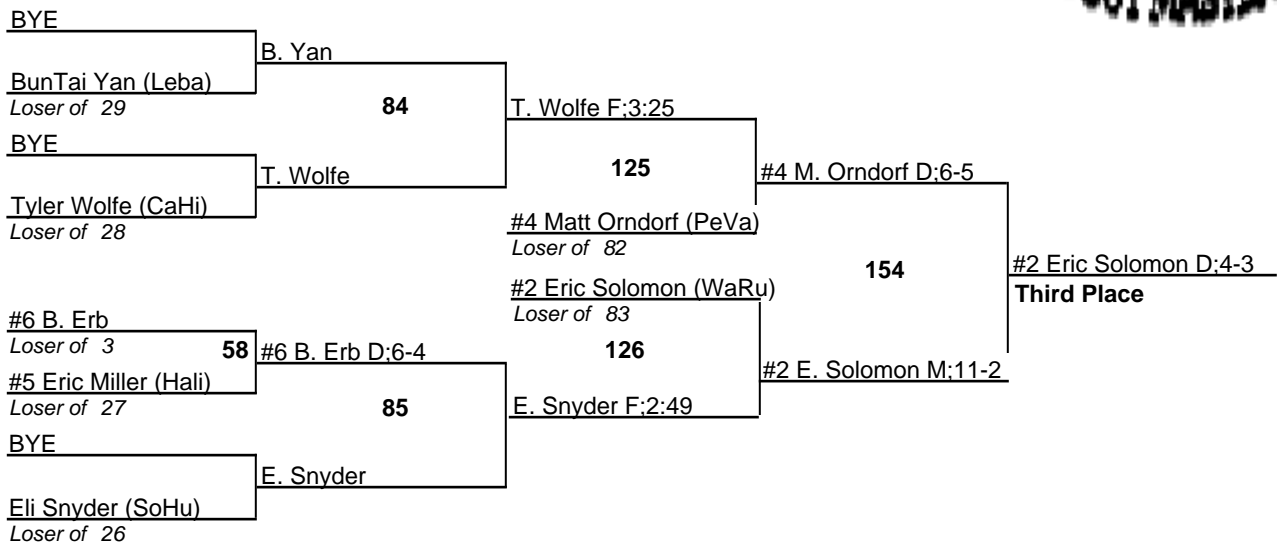 BYE
B. Yan
BunTai Yan (Leba)
Loser of 29
84
T. Wolfe F;3:25
BYE
T. Wolfe
125
#4 M. Orndorf D;6-5
Tyler Wolfe (CaHi)
Loser of 28
#4 Matt Orndorf (PeVa)
Loser of 82
154
#2 Eric Solomon D;4-3
Third Place
#2 Eric Solomon (WaRu)
Loser of 83
#6 B. Erb
Loser of 3
58
#6 B. Erb D;6-4
126
#2 E. Solomon M;11-2
#5 Eric Miller (Hali)
Loser of 27
85
E. Snyder F;2:49
BYE
E. Snyder
Eli Snyder (SoHu)
Loser of 26